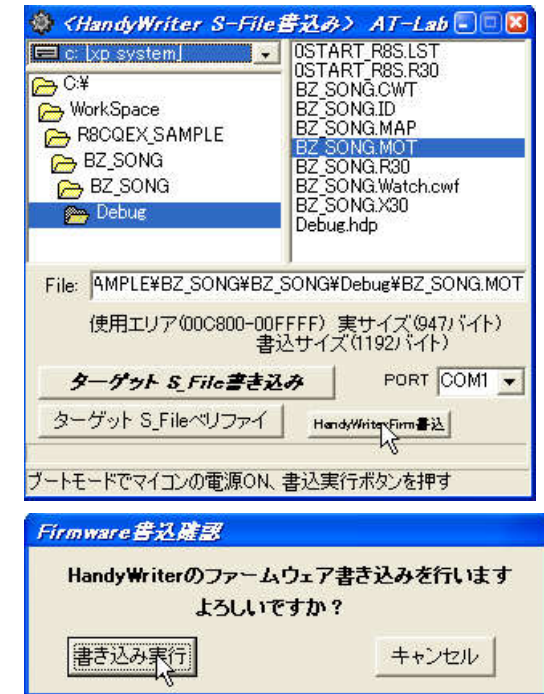 <HandyWriter S-File書込み> AT-Lab
c: [xp system]
C:¥
WorkSpace
R8CQEX_SAMPLE
BZ_SONG
BZ_SONG
Debug
0START_R8S.LST
0START_R8S.R30
BZ_SONG.CWT
BZ_SONG.ID
BZ_SONG.MAP
BZ_SONG.MOT
BZ_SONG.R30
BZ_SONG.Watch.cwf
BZ_SONG.X30
Debug.hdp
File: AMPLE¥BZ_SONG¥BZ_SONG¥Debug¥BZ_SONG.MOT
使用エリア(00C800-00FFFF) 実サイズ(947バイト)
書込サイズ(1192バイト)
ターゲット S_File書き込み
PORT COM1
ターゲット S_Fileベリファイ
HandyWriterFirm書込
ブートモードでマイコンの電源ON、書込実行ボタンを押す
Firmware書込確認
HandyWriterのファームウェア書き込みを行います
よろしいですか?
書き込み実行
キャンセル